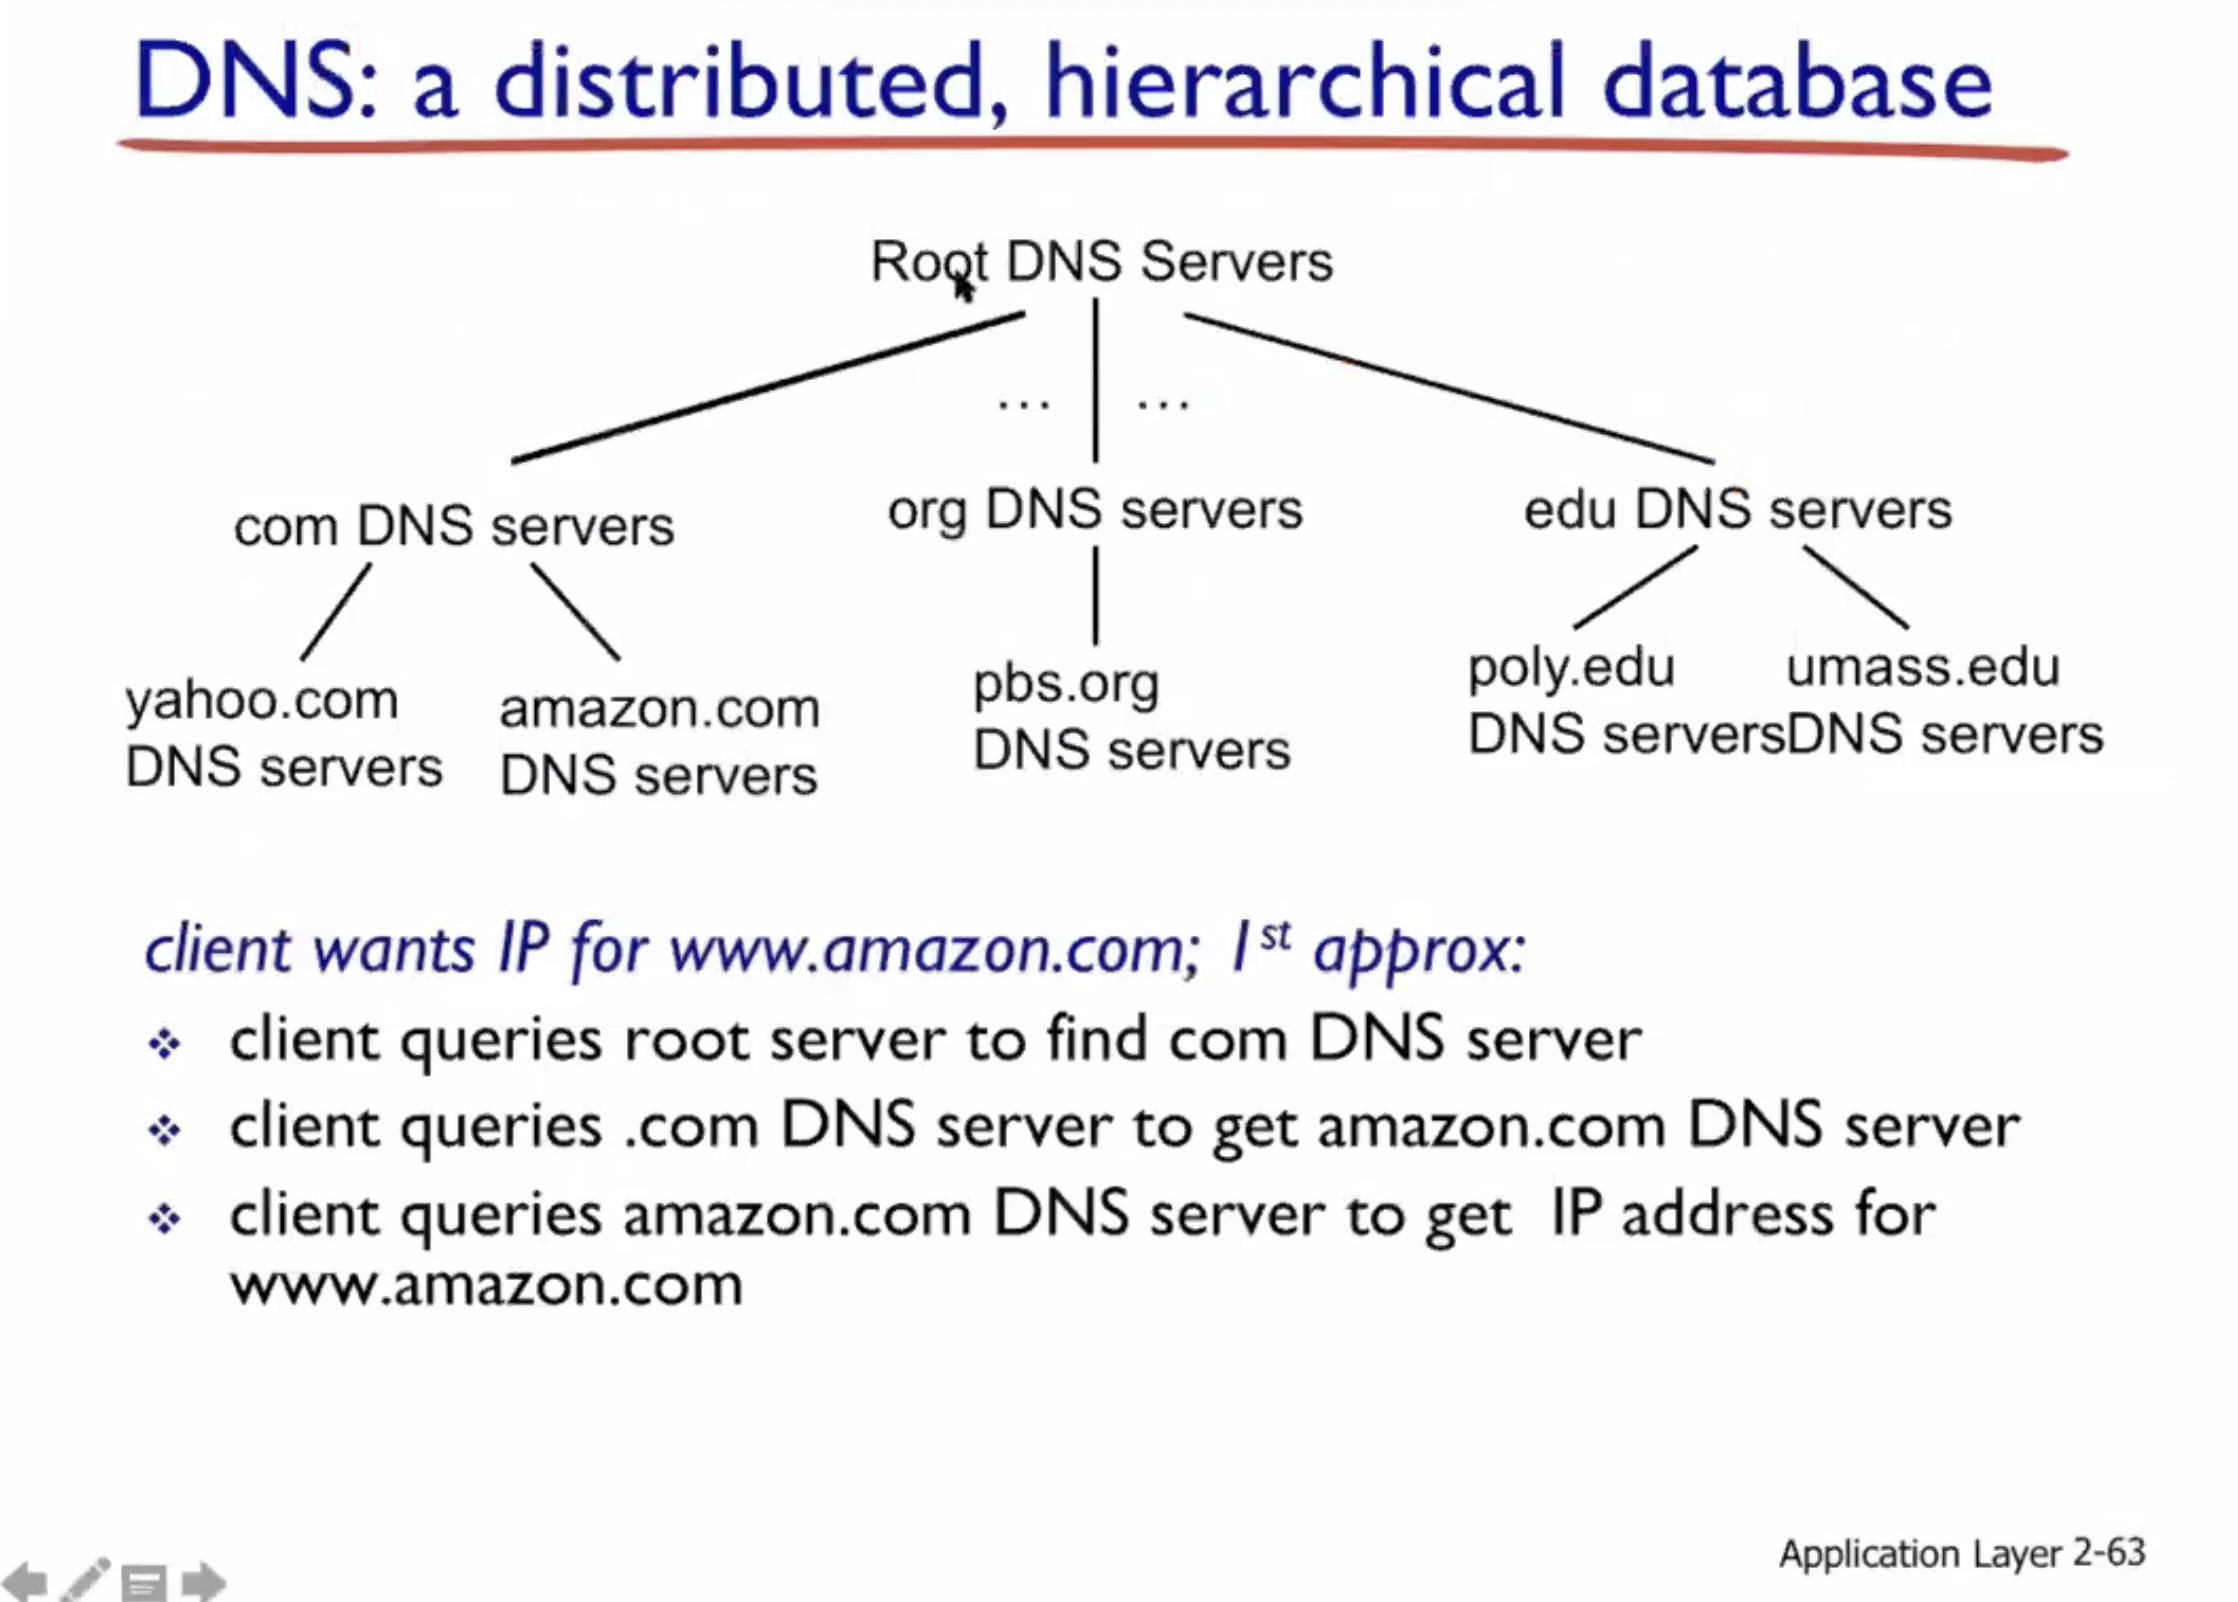 DNS: a distributed, hierarchical database
Root DNS Servers
... ...
com DNS servers
org DNS servers
edu DNS servers
yahoo.com
DNS servers
amazon.com
DNS servers
pbs.org
DNS servers
poly.edu
DNS servers
umass.edu
DNS servers
client wants IP for www.amazon.com; 1st approx:
❖ client queries root server to find com DNS server
❖ client queries .com DNS server to get amazon.com DNS server
❖ client queries amazon.com DNS server to get IP address for
www.amazon.com
Application Layer 2-63